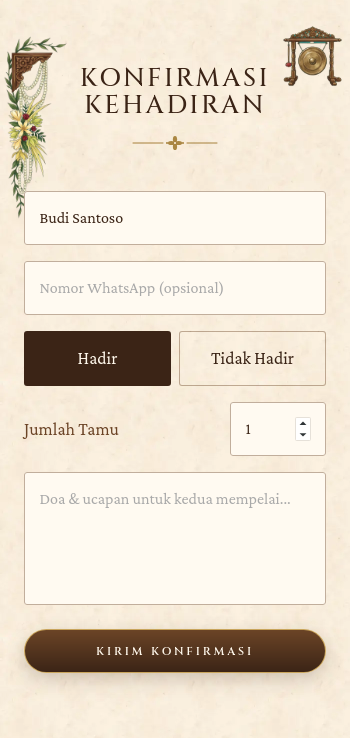 KONFIRMASI
KEHADIRAN
Budi Santoso
Nomor WhatsApp (opsional)
Hadir
Tidak Hadir
Jumlah Tamu
1
Doa & ucapan untuk kedua mempelai...
KIRIM KONFIRMASI